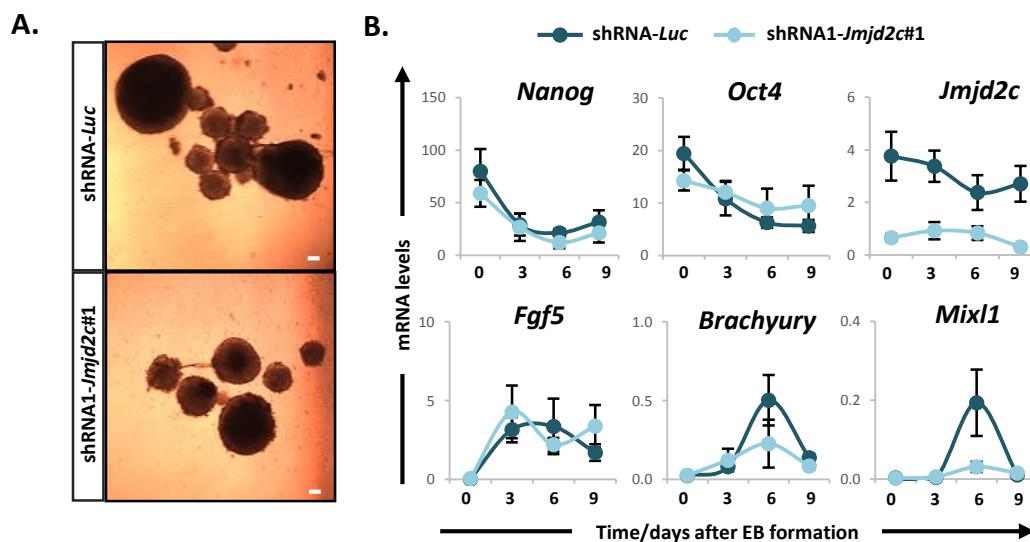 A.
shRNA-Luc
shRNA1-Jmjd2c#1
B.
shRNA-Luc shRNA1-Jmjd2c#1
mRNA levels
Nanog
150
100
50
0
0 3 6 9
Oct4
30
20
10
0
0 3 6 9
Jmjd2c
6
4
2
0
0 3 6 9
Fgf5
10
5
0
0 3 6 9
Brachyury
1.0
0.5
0.0
0 3 6 9
Mixl1
0.4
0.2
0.0
0 3 6 9
Time/days after EB formation